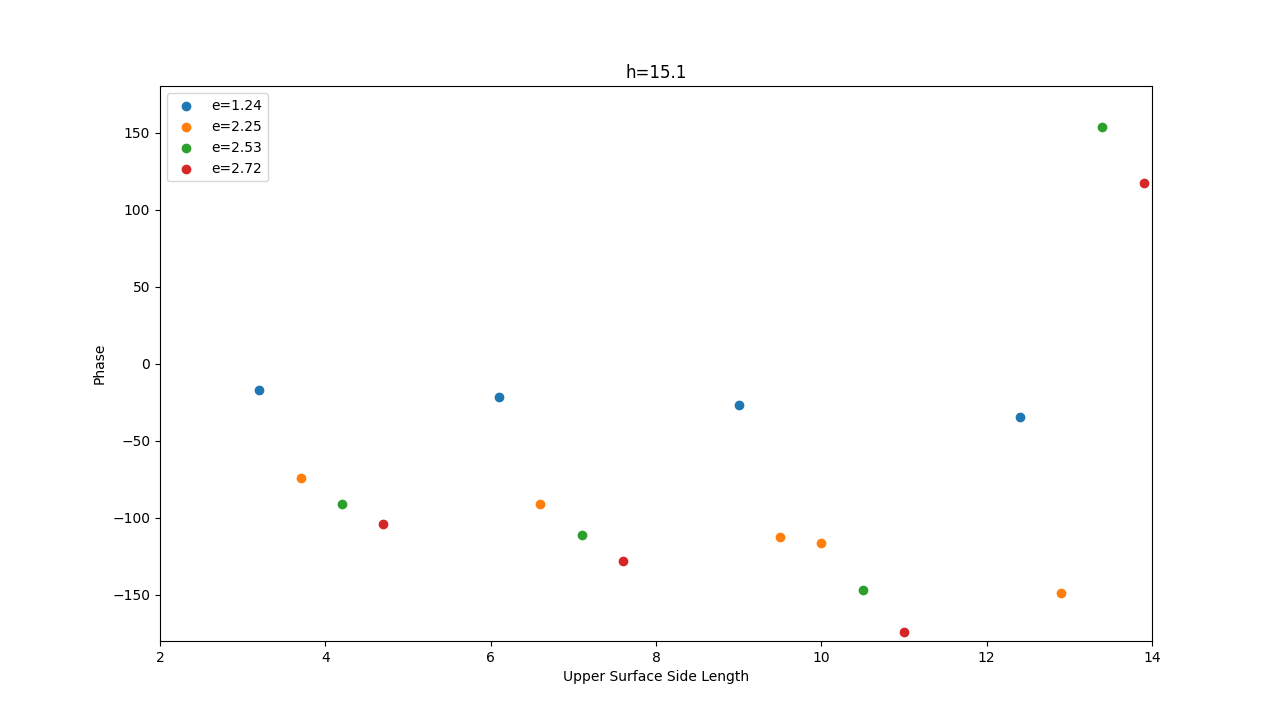 h=15.1
e=1.24
e=2.25
e=2.53
e=2.72
150
100
50
0
−50
−100
−150
Phase
2 4 6 8 10 12 14
Upper Surface Side Length